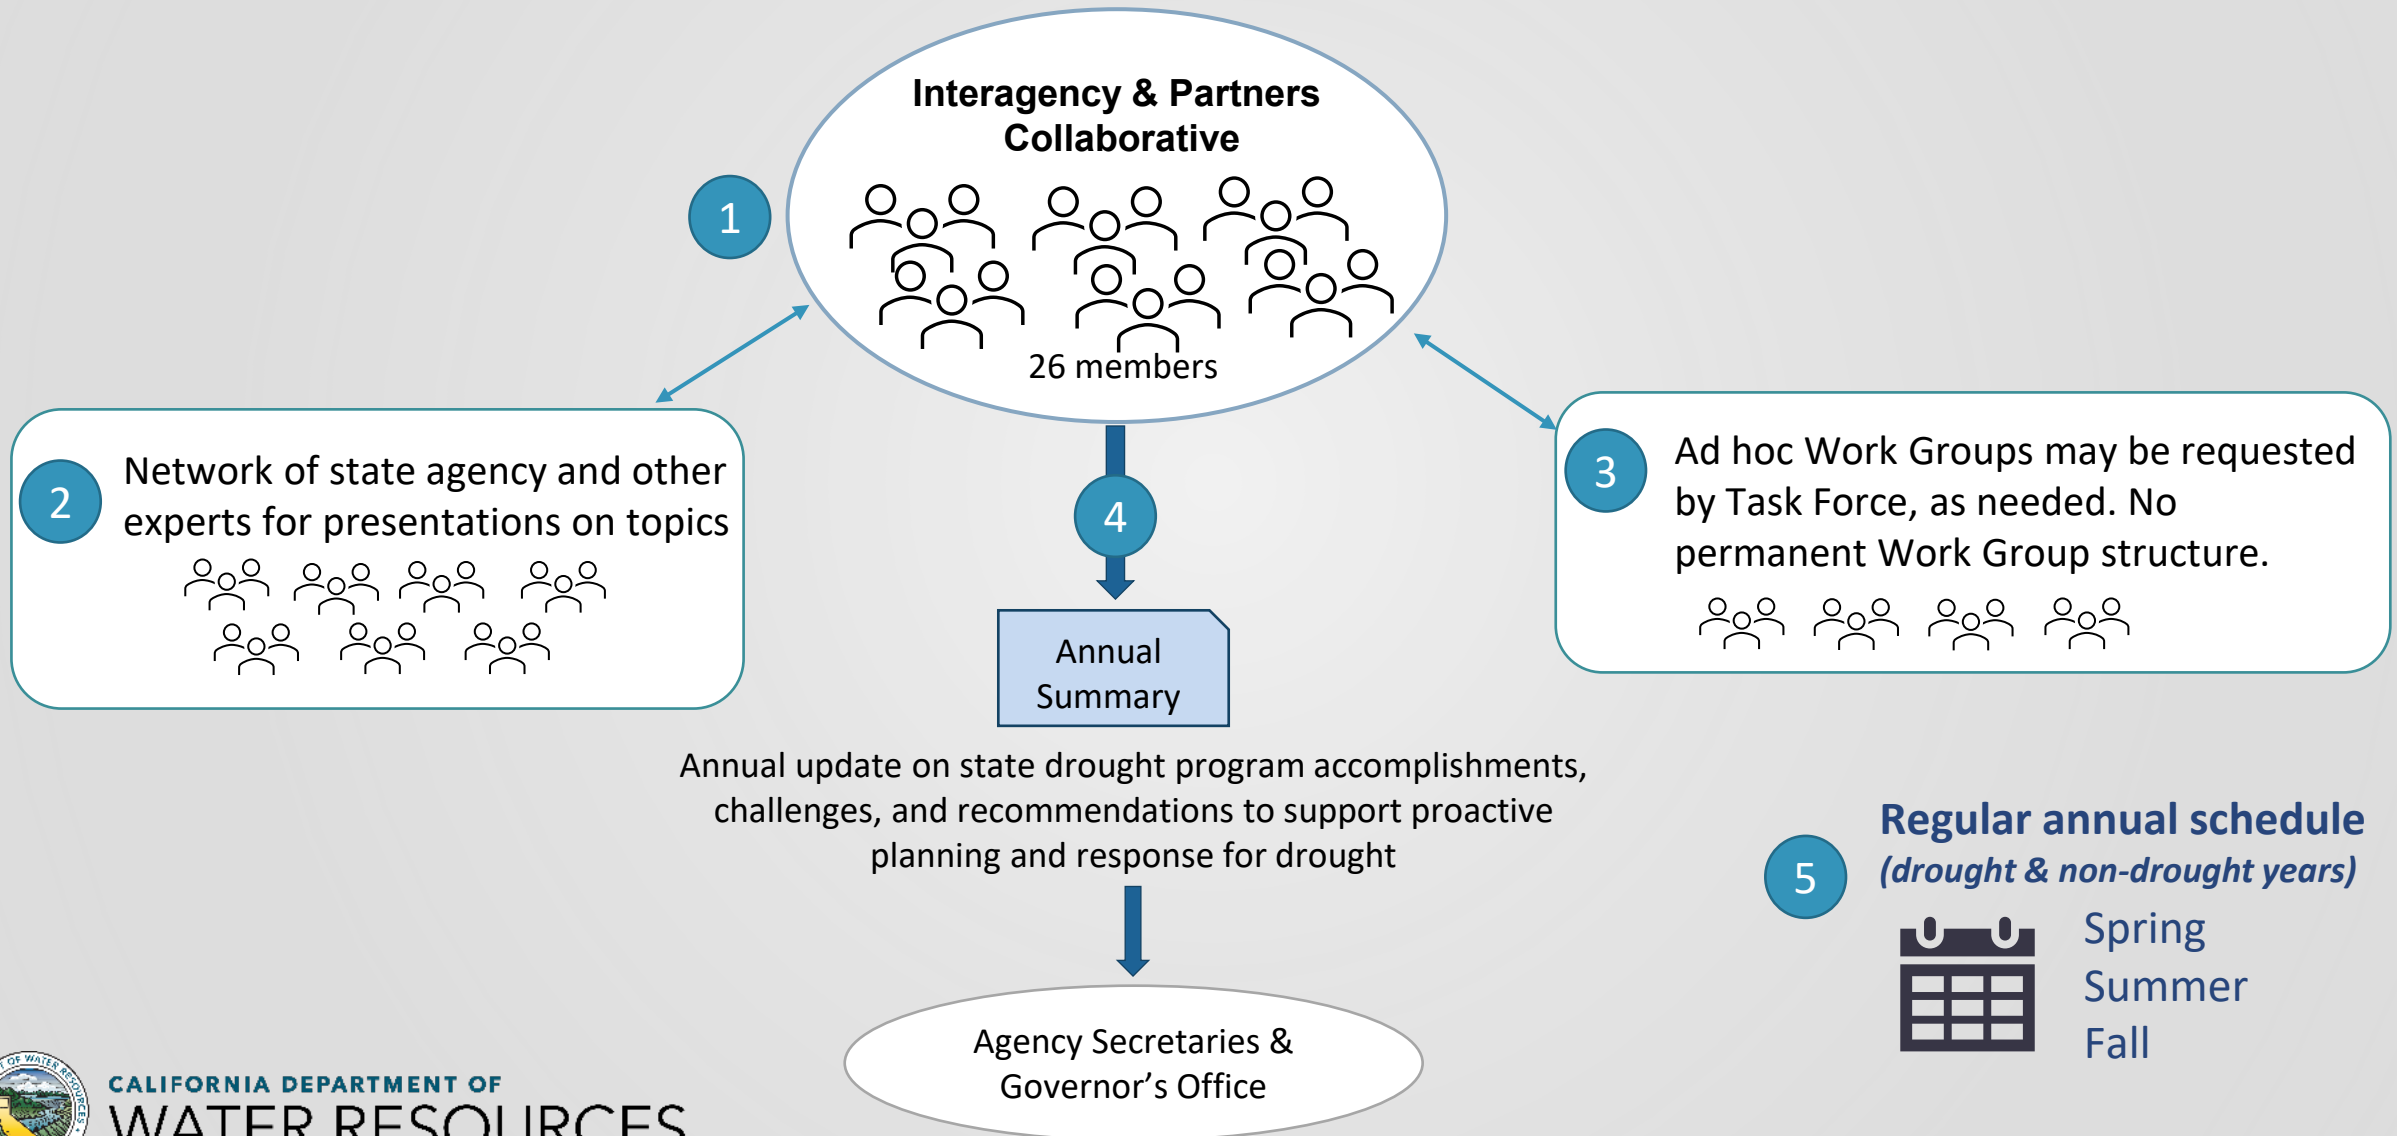 Interagency & Partners
Collaborative
1
26 members
2
Network of state agency and other
experts for presentations on topics
3
Ad hoc Work Groups may be requested
by Task Force, as needed. No
permanent Work Group structure.
4
Annual
Summary
Annual update on state drought program accomplishments,
challenges, and recommendations to support proactive
planning and response for drought
5
Regular annual schedule
(drought & non-drought years)
Spring
Summer
Fall
Agency Secretaries &
Governor’s Office
OF WATER RESOURCES
CALIFORNIA DEPARTMENT OF
WATER RESOURCES